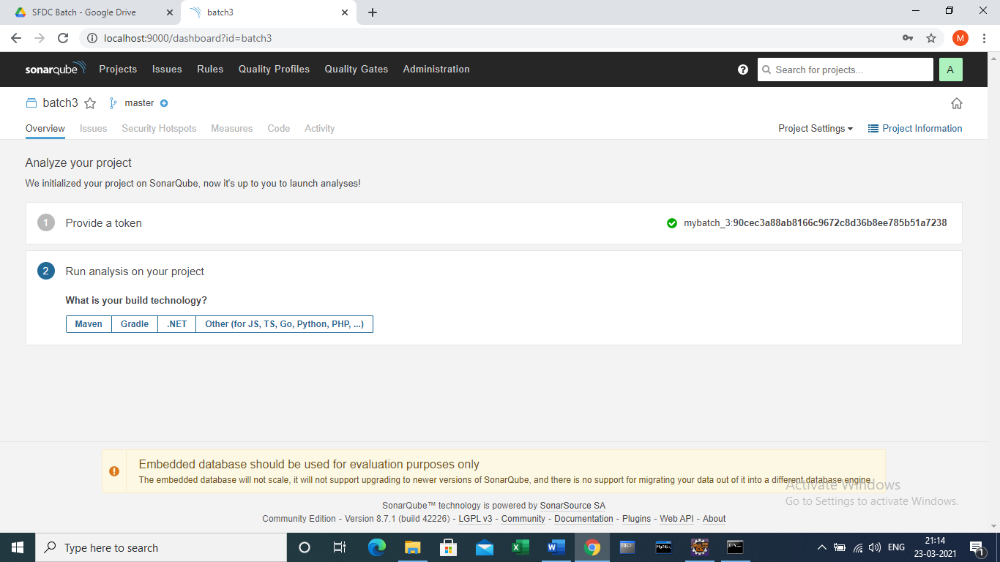 SFDC Batch - Google Drive
batch3
localhost:9000/dashboard?id=batch3
M
sonarqube Projects Issues Rules Quality Profiles Quality Gates Administration ? Search for projects... A
batch3 master
Overview Issues Security Hotspots Measures Code Activity Project Settings Project Information
Analyze your project
We initialized your project on SonarQube, now it's up to you to launch analyses!
1 Provide a token mybatch_3:90cec3a88ab8166c9672c8d36b8ee785b51a7238
2 Run analysis on your project
What is your build technology?
Maven Gradle .NET Other (for JS, TS, Go, Python, PHP, ...)
Embedded database should be used for evaluation purposes only
The embedded database will not scale, it will not support upgrading to newer versions of SonarQube, and there is no support for migrating your data out of it into a different database engine.
Activate Windows
Go to Settings to activate Windows.
SonarQube™ technology is powered by SonarSource SA
Community Edition - Version 8.7.1 (build 42226) - LGPL v3 - Community - Documentation - Plugins - Web API - About
Type here to search
ENG
21:14
23-03-2021
1